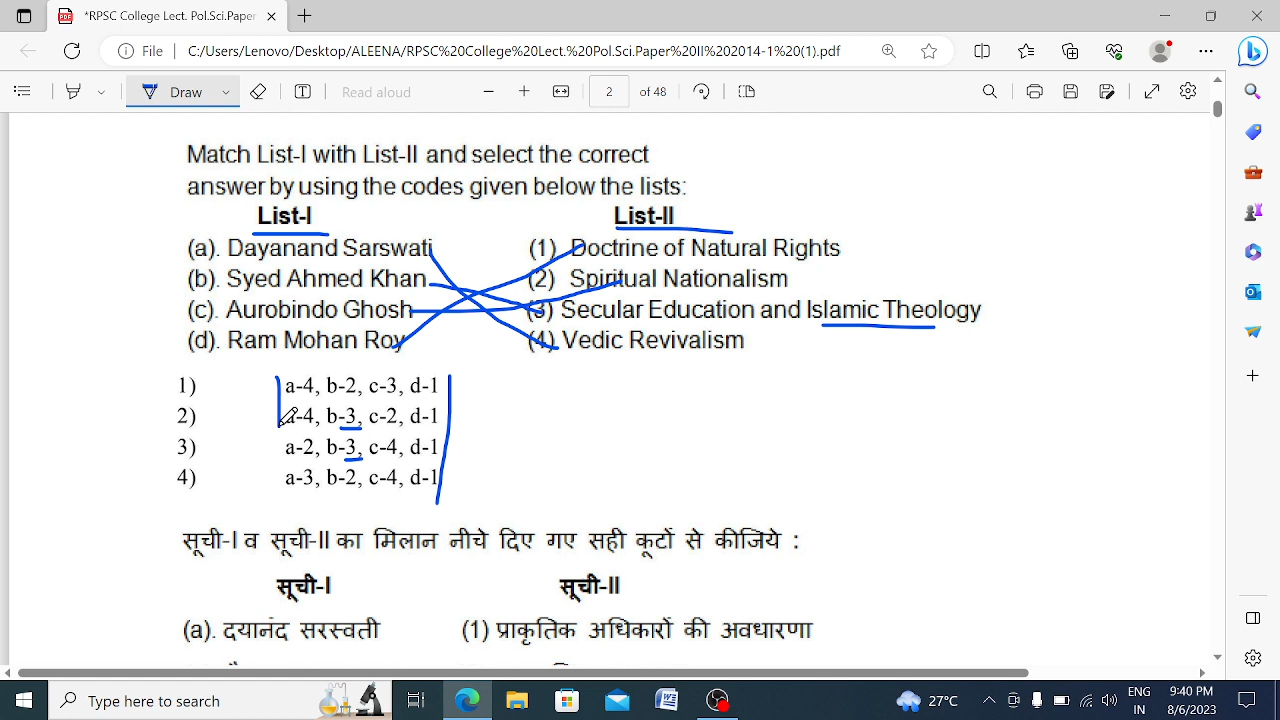 *RPSC College Lect. Pol.Sci.Paper
File
C:/Users/Lenovo/Desktop/ALEENA/RPSC%20College%20Lect.%20Pol.Sci.Paper%20II%202014-1%20(1).pdf
Draw
Read aloud
2
of 48
Match List-I with List-II and select the correct
answer by using the codes given below the lists:
List-I List-II
(a). Dayanand Sarswati (1) Doctrine of Natural Rights
(b). Syed Ahmed Khan (2) Spiritual Nationalism
(c). Aurobindo Ghosh (3) Secular Education and Islamic Theology
(d). Ram Mohan Roy (4) Vedic Revivalism
1) a-4, b-2, c-3, d-1
2) a-4, b-3, c-2, d-1
3) a-2, b-3, c-4, d-1
4) a-3, b-2, c-4, d-1
सूची-I व सूची-II का मिलान नीचे दिए गए सही कूटों से कीजिये :
सूची-I सूची-II
(a). दयानंद सरस्वती (1) प्राकृतिक अधिकारों की अवधारणा
Type here to search
27°C
ENG
IN
9:40 PM
8/6/2023